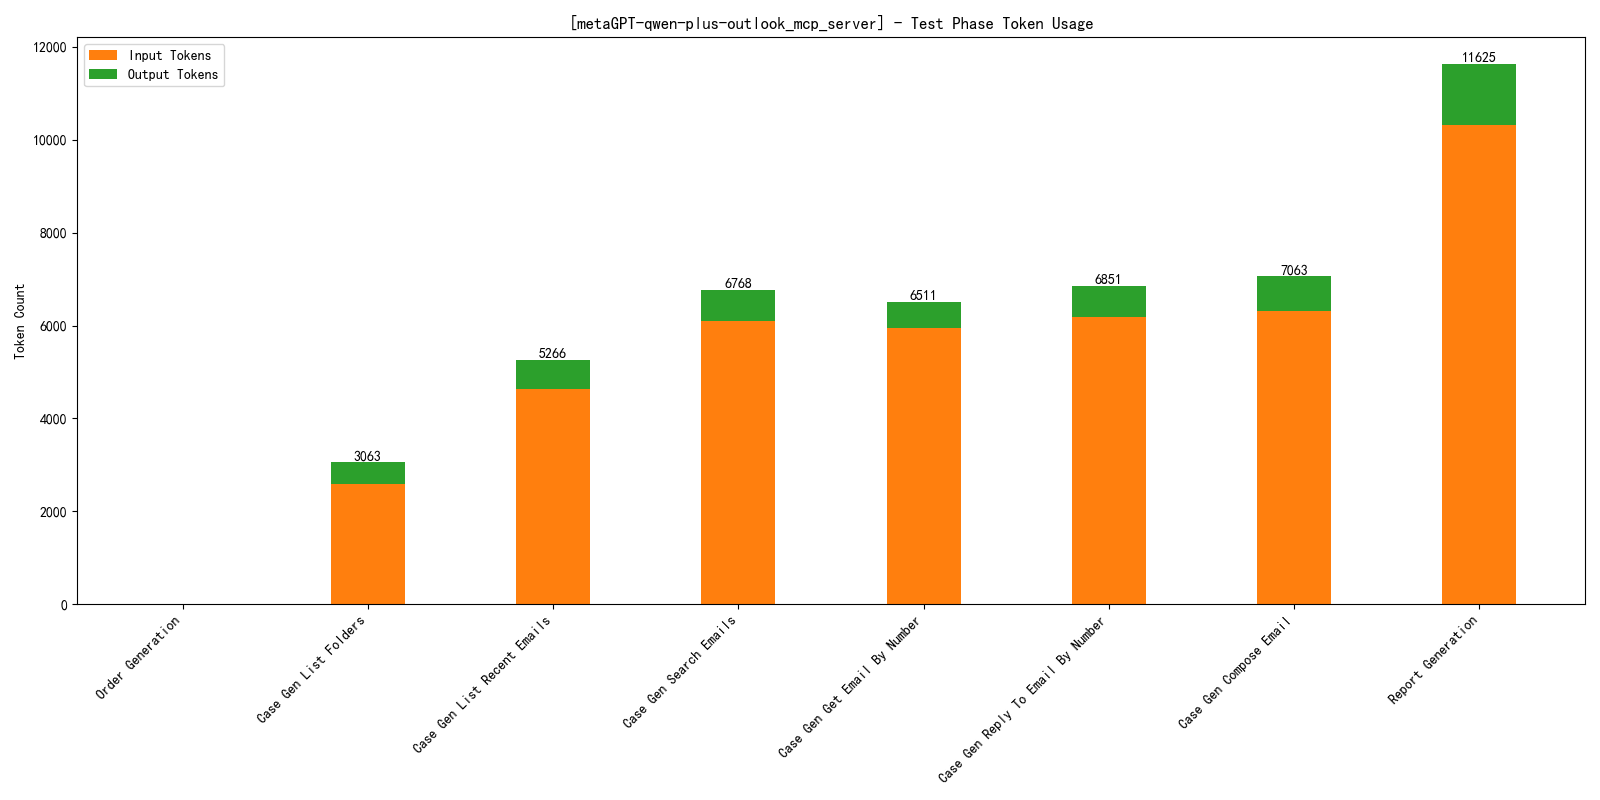 [metaGPT-qwen-plus-outlook_mcp_server] - Test Phase Token Usage
Input Tokens
Output Tokens
Token Count
12000
10000
8000
6000
4000
2000
0
3063
5266
6768
6511
6851
7063
11625
Order Generation
Case Gen List Folders
Case Gen List Recent Emails
Case Gen Search Emails
Case Gen Get Email By Number
Case Gen Reply To Email By Number
Case Gen Compose Email
Report Generation